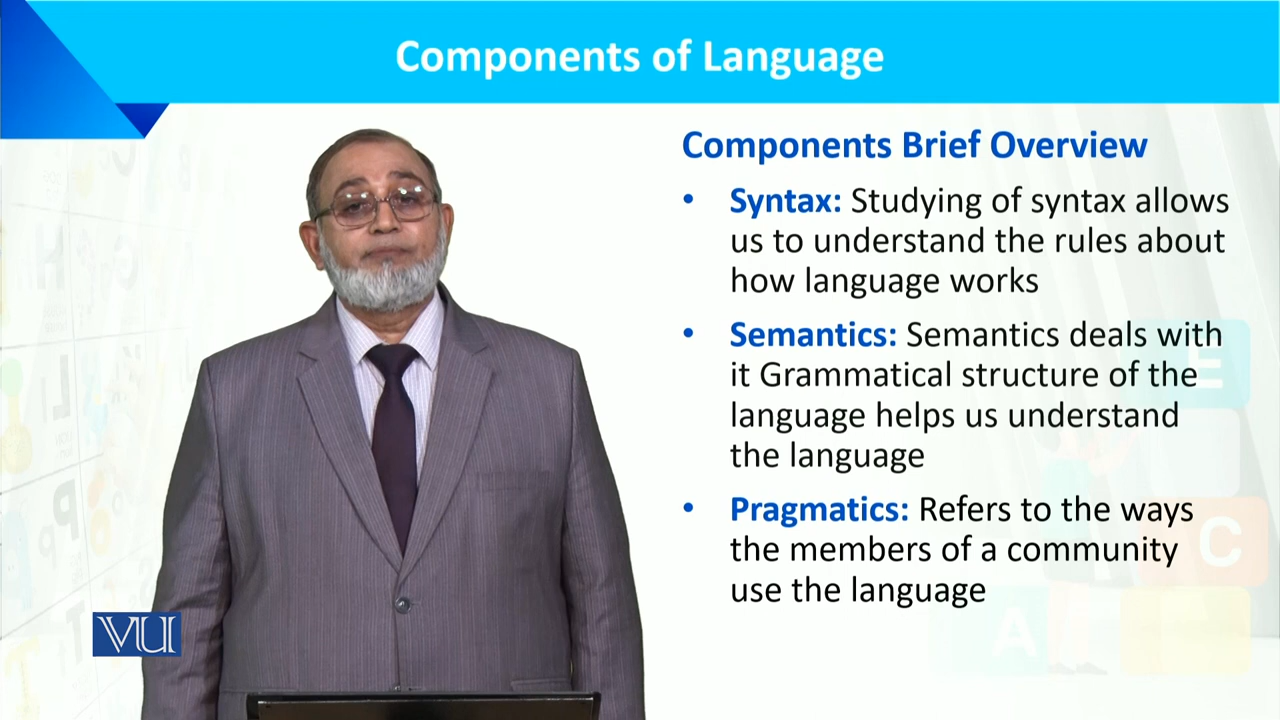 Components of Language
Components Brief Overview
• Syntax: Studying of syntax allows
us to understand the rules about
how language works
• Semantics: Semantics deals with
it Grammatical structure of the
language helps us understand
the language
• Pragmatics: Refers to the ways
the members of a community
use the language
VU
E
C
A
H
L
P
T